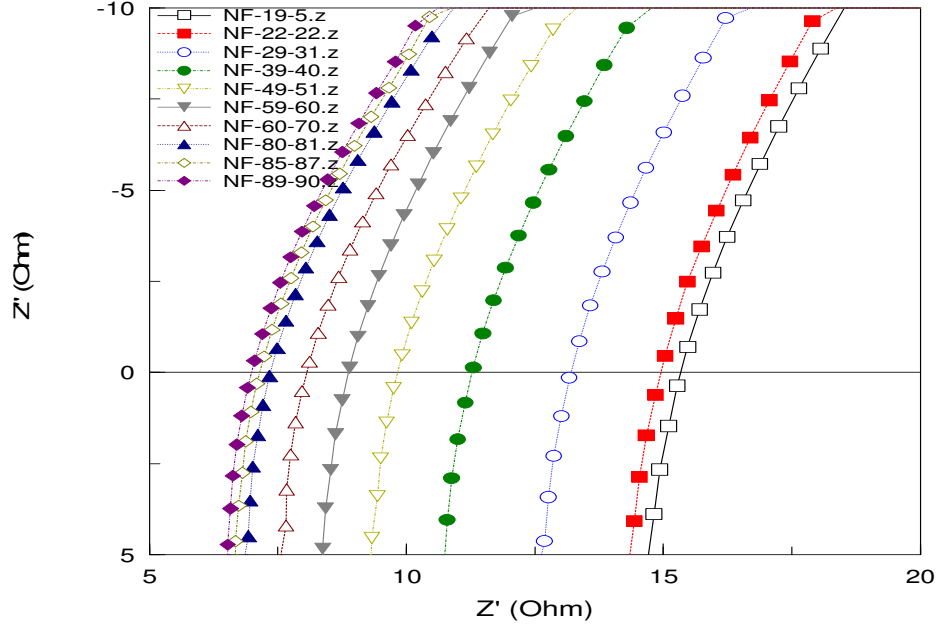 -10
-5
0
5
5
10
15
20
Z' (Ohm)
Z' (Ohm)
NF-19-5.z
NF-22-22.z
NF-29-31.z
NF-39-40.z
NF-49-51.z
NF-59-60.z
NF-60-70.z
NF-80-81.z
NF-85-87.z
NF-89-90.z